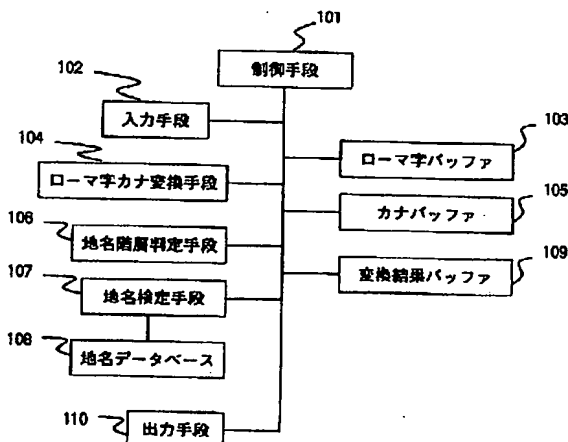 101
制御手段
102
入力手段
103
ローマ字バッファ
104
ローマ字カナ変換手段
105
カナバッファ
106
地名階層判定手段
107
地名検定手段
109
変換結果バッファ
108
地名データベース
110
出力手段